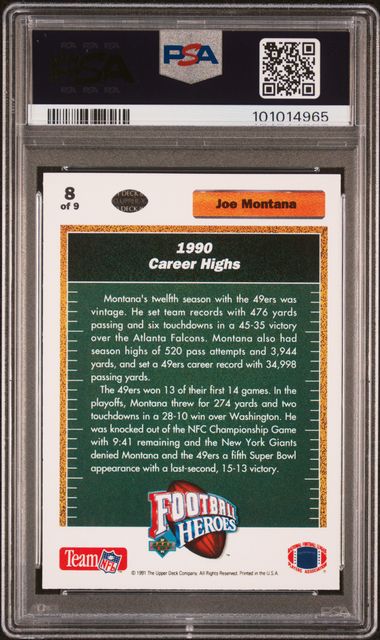 PSA
PSA
101014965
8
of 9
UPPER
DECK
Joe Montana
1990
Career Highs
Montana's twelfth season with the 49ers was
vintage. He set team records with 476 yards
passing and six touchdowns in a 45-35 victory
over the Atlanta Falcons. Montana also had
season highs of 520 pass attempts and 3,944
yards, and set a 49ers career record with 34,998
passing yards.
The 49ers won 13 of their first 14 games. In the
playoffs, Montana threw for 274 yards and two
touchdowns in a 28-10 win over Washington. He
was knocked out of the NFC Championship Game
with 9:41 remaining and the New York Giants
denied Montana and the 49ers a fifth Super Bowl
appearance with a last-second, 15-13 victory.
FOOTBALL
HEROES
Team NFL
© 1991 The Upper Deck Company. All Rights Reserved. Printed in the U.S.A.